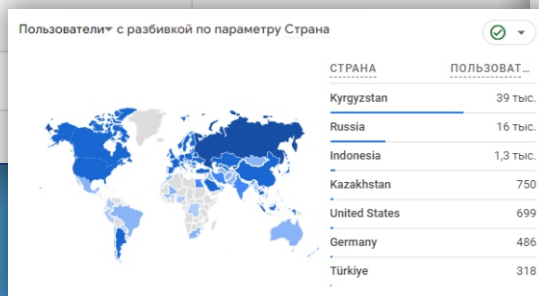 Пользователи с разбивкой по параметру Страна
СТРАНА ПОЛЬЗОВАТ...
Kyrgyzstan 39 тыс.
Russia 16 тыс.
Indonesia 1,3 тыс.
Kazakhstan 750
United States 699
Germany 486
Türkiye 318